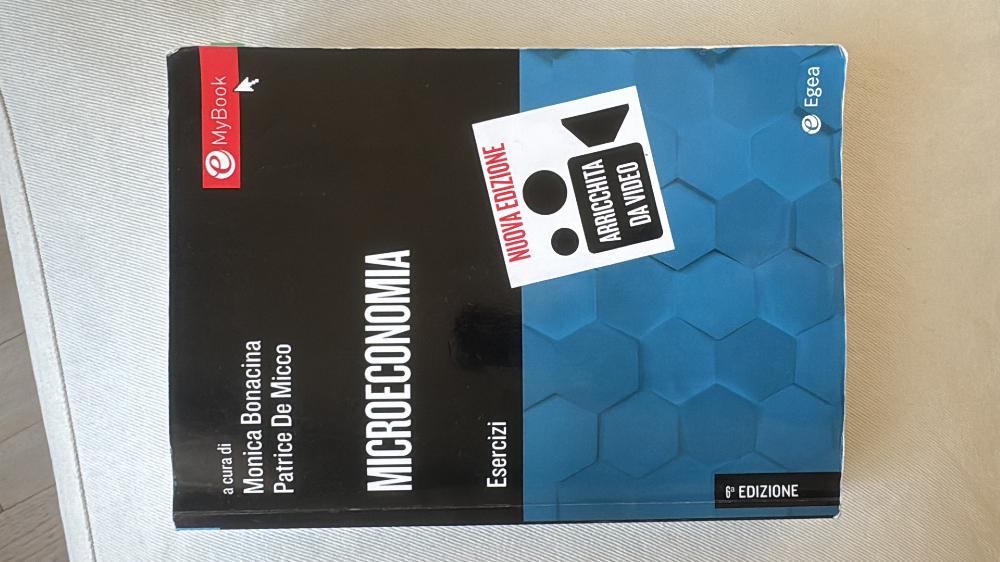 MyBook
a cura di
Monica Bonacina
Patrice De Micco
MICROECONOMIA
Esercizi
NUOVA EDIZIONE
ARRICCHITA
DA VIDEO
6ª EDIZIONE
Egea